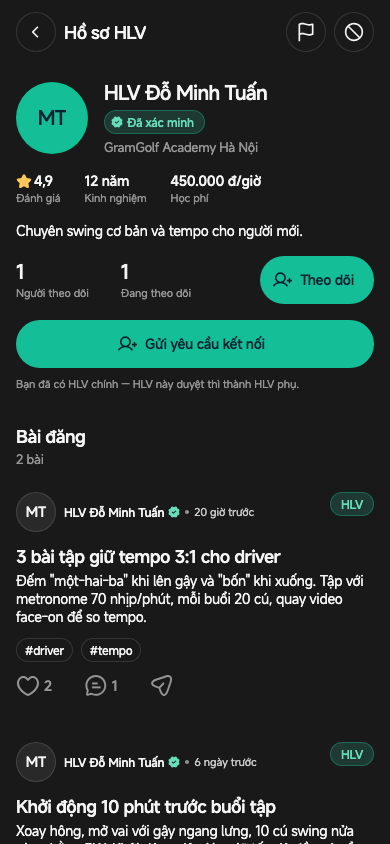 Hồ sơ HLV
MT
HLV Đỗ Minh Tuấn
Đã xác minh
GramGolf Academy Hà Nội
4,9
12 năm
450.000 đ/giờ
Đánh giá
Kinh nghiệm
Học phí
Chuyên swing cơ bản và tempo cho người mới.
1
1
Người theo dõi
Đang theo dõi
Theo dõi
Gửi yêu cầu kết nối
Bạn đã có HLV chính — HLV này duyệt thì thành HLV phụ.
Bài đăng
2 bài
MT
HLV Đỗ Minh Tuấn • 20 giờ trước
HLV
3 bài tập giữ tempo 3:1 cho driver
Đếm "một-hai-ba" khi lên gậy và "bốn" khi xuống. Tập với
metronome 70 nhịp/phút, mỗi buổi 20 cú, quay video
face-on để so tempo.
#driver
#tempo
2
1
MT
HLV Đỗ Minh Tuấn • 6 ngày trước
HLV
Khởi động 10 phút trước buổi tập
Xoay hông, mở vai với gậy ngang lưng, 10 cú swing nửa